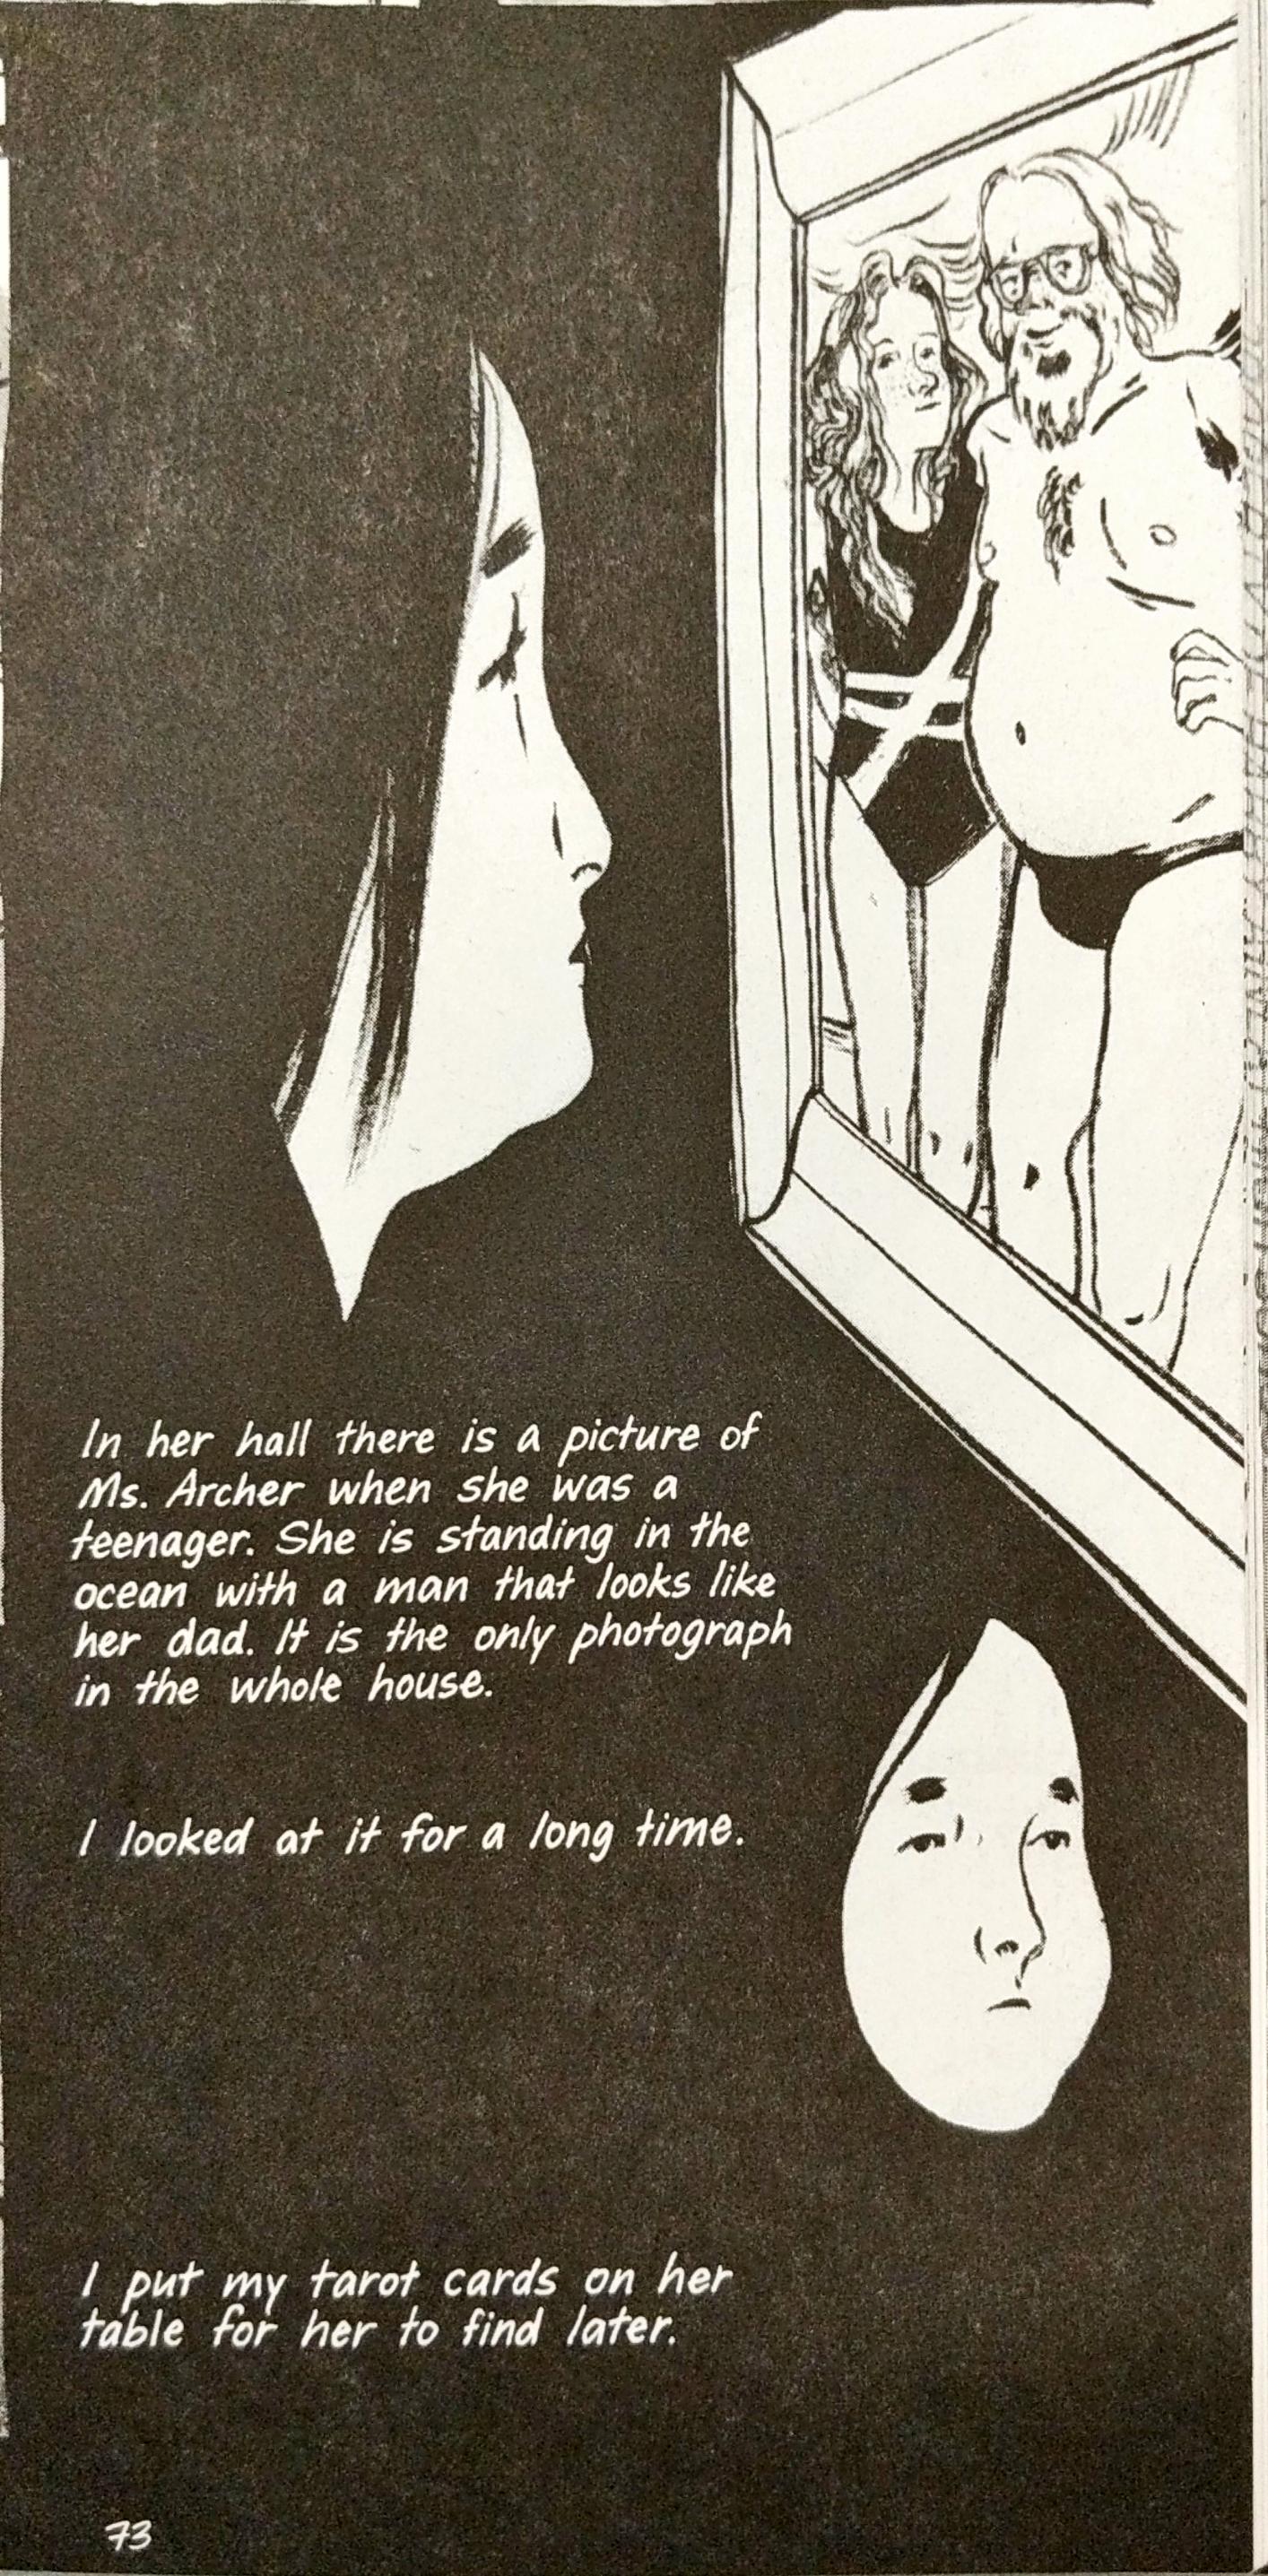 In her hall there is a picture of
Ms. Archer when she was a
teenager. She is standing in the
ocean with a man that looks like
her dad. It is the only photograph
in the whole house.
I looked at it for a long time.
I put my tarot cards on her
table for her to find later.
73